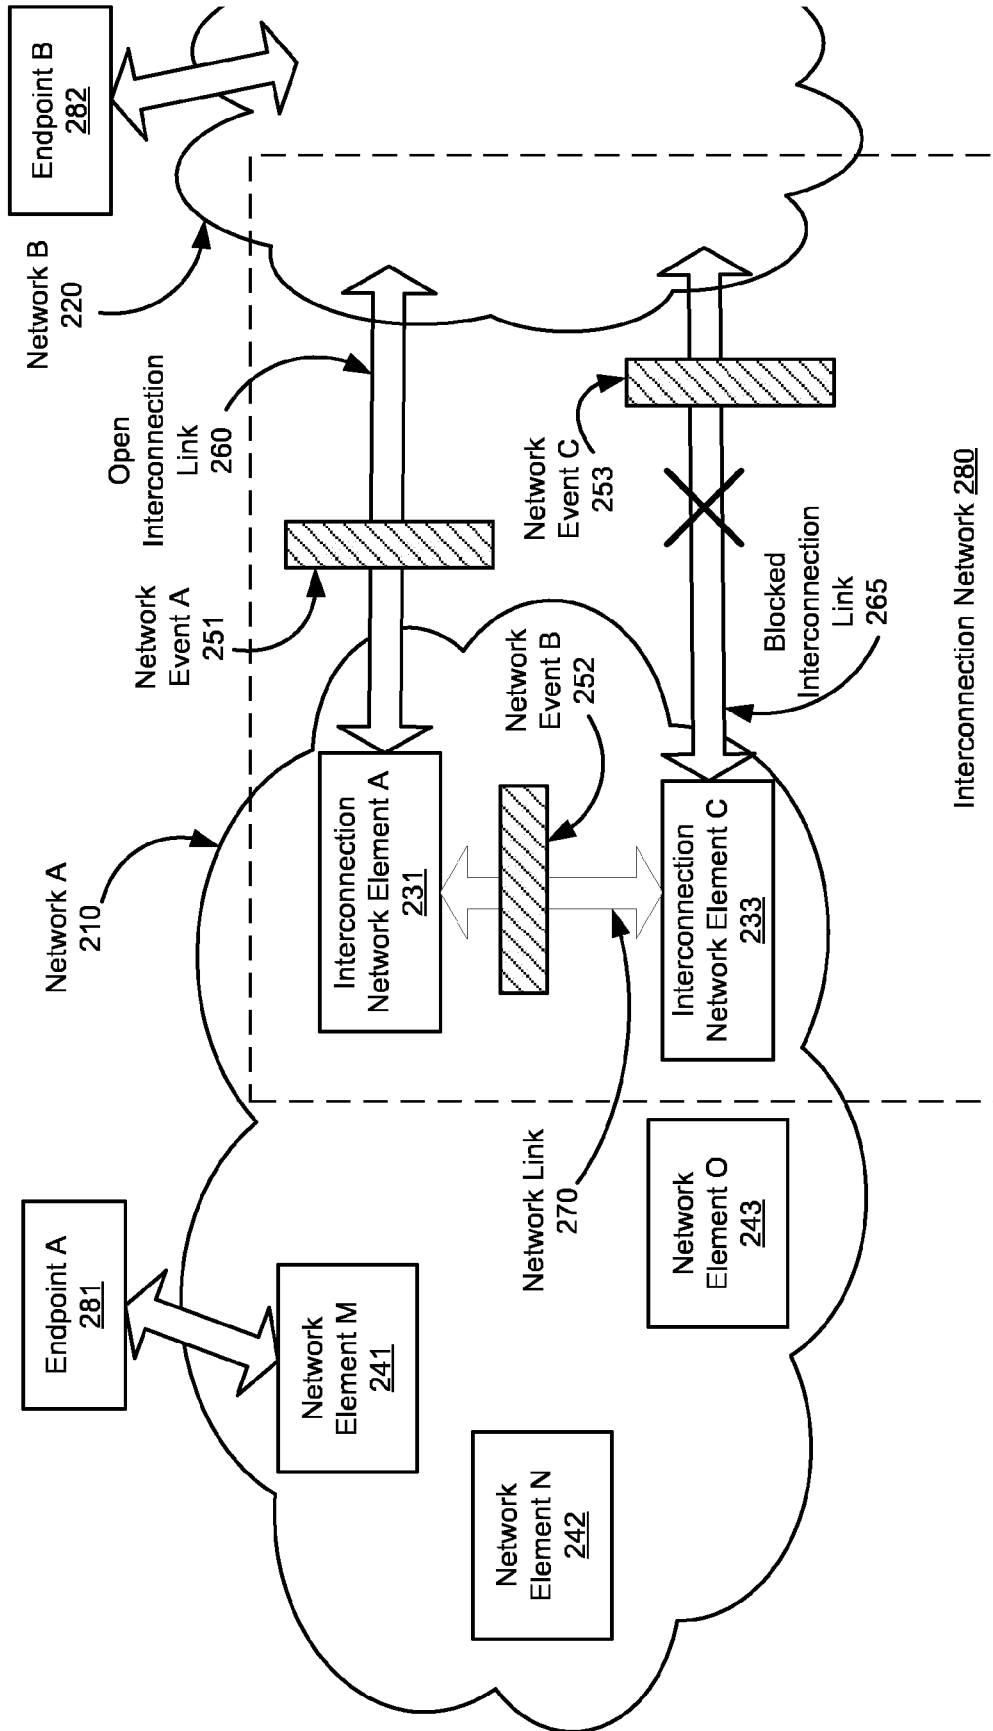 Endpoint A
281
Endpoint B
282
Network A
210
Network B
220
Open
Interconnection
Link
260
Network
Event A
251
Network
Element M
241
Interconnection
Network Element A
231
Network
Event B
252
Network
Event C
253
Network
Element N
242
Network Link
270
Network
Element O
243
Interconnection
Network Element C
233
Blocked
Interconnection
Link
265
Interconnection Network 280